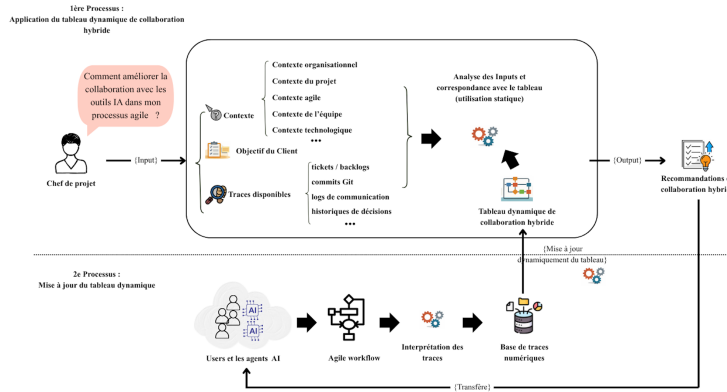 1ère Processus :
Application du tableau dynamique de collaboration
hybride
Comment améliorer la
collaboration avec les
outils IA dans mon
processus agile ?
Chef de projet
{Input}
Contexte
Contexte organisationnel
Contexte du projet
Contexte agile
Contexte de l'équipe
Contexte technologique
...
Objectif du Client
Traces disponibles
tickets / backlogs
commits Git
logs de communication
historiques de décisions
...
Analyse des Inputs et
correspondance avec le tableau
(utilisation statique)
Tableau dynamique de
collaboration hybride
{Output}
Recommandations
collaboration hybri
{Mise à jour
dynamiquement du tableau}
2e Processus :
Mise à jour du tableau dynamique
AI
AI
Users et les agents AI
Agile workflow
Interprétation des
traces
Base de traces
numériques
{Transfère}